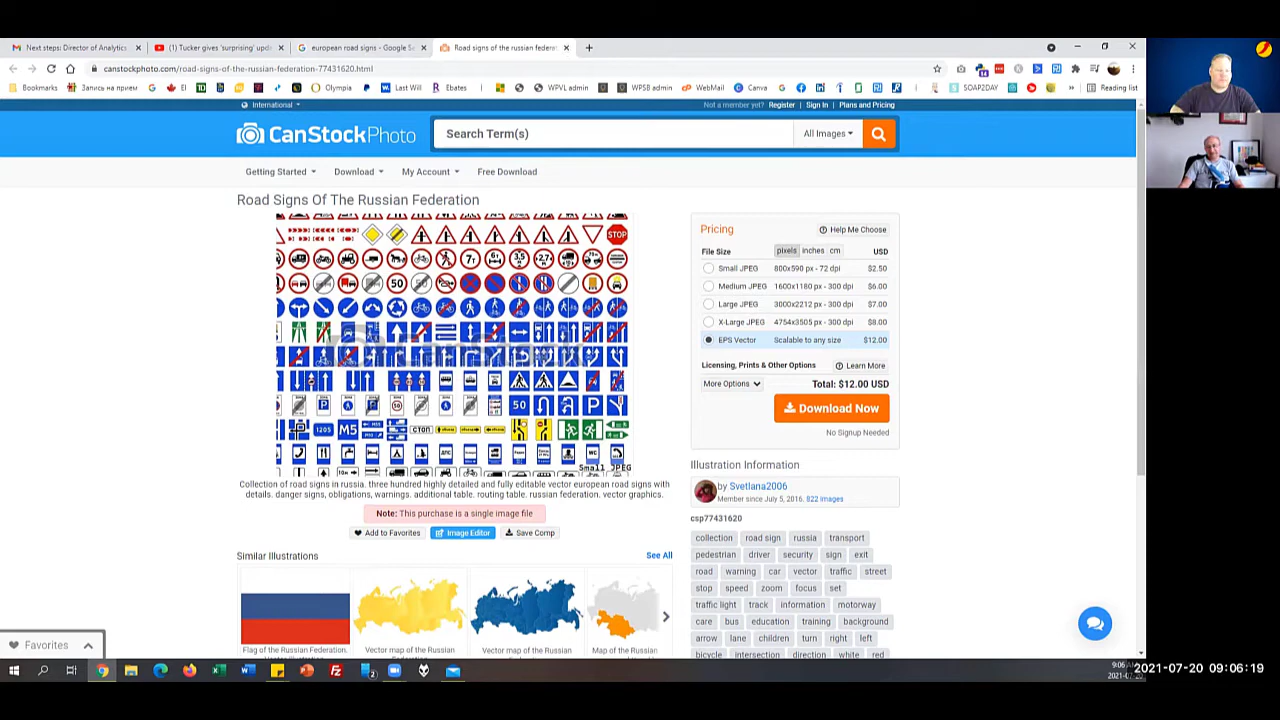 Next steps: Director of Analytics
(1) Tucker gives 'surprising' upd
european road signs - Google Se
Road signs of the russian federat
canstockphoto.com/road-signs-of-the-russian-federation-77431620.html
Bookmarks
Запись на прием
EI
Olympia
Last Will
Ebates
WPVL admin
WPSB admin
WebMail
Canva
SOAP2DAY
Reading list
International
Not a member yet? Register | Sign In | Plans and Pricing
CanStockPhoto
Search Term(s)
All Images
Getting Started
Download
My Account
Free Download
Road Signs Of The Russian Federation
STOP
50
50
M5
СТОП
Small JPEG
Collection of road signs in russia. three hundred highly detailed and fully editable vector european road signs with
details. danger signs, obligations, warnings. additional table. routing table. russian federation. vector graphics.
Note: This purchase is a single image file
Add to Favorites
Image Editor
Save Comp
Similar Illustrations
See All
Flag of the Russian Federation.
Vector map of the Russian
Vector map of the Russian
Map of the Russian
Pricing
Help Me Choose
File Size pixels inches cm USD
Small JPEG 800x590 px - 72 dpi $2.50
Medium JPEG 1600x1180 px - 300 dpi $6.00
Large JPEG 3000x2212 px - 300 dpi $7.00
X-Large JPEG 4754x3505 px - 300 dpi $8.00
EPS Vector Scalable to any size $12.00
Licensing, Prints & Other Options Learn More
More Options Total: $12.00 USD
Download Now
No Signup Needed
Illustration Information
by Svetlana2006
Member since July 5, 2016. 822 images
csp77431620
collection road sign russia transport
pedestrian driver security sign exit
road warning car vector traffic street
stop speed zoom focus set
traffic light track information motorway
care bus education training background
arrow lane children turn right left
bicycle intersection direction white red
Favorites
9:06
2021-07-20
2021-07-20 09:06:19